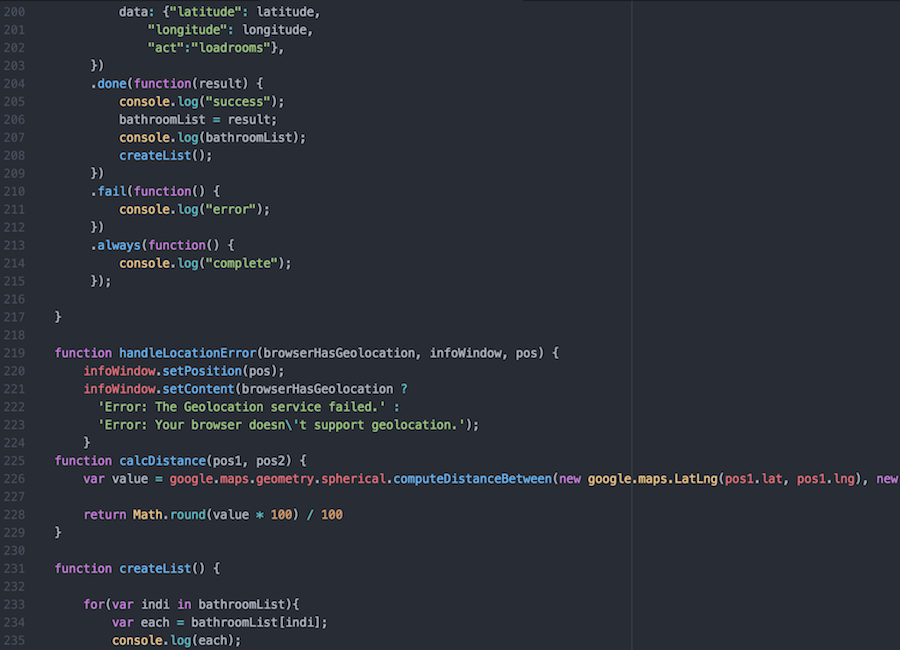 200 data: {"latitude": latitude,
201 "longitude": longitude,
202 "act":"loadrooms"},
203 })
204 .done(function(result) {
205 console.log("success");
206 bathroomList = result;
207 console.log(bathroomList);
208 createList();
209 })
210 .fail(function() {
211 console.log("error");
212 })
213 .always(function() {
214 console.log("complete");
215 });
216
217 }
218
219 function handleLocationError(browserHasGeolocation, infoWindow, pos) {
220 infoWindow.setPosition(pos);
221 infoWindow.setContent(browserHasGeolocation ?
222 'Error: The Geolocation service failed.' :
223 'Error: Your browser doesn\'t support geolocation.');
224 }
225 function calcDistance(pos1, pos2) {
226 var value = google.maps.geometry.spherical.computeDistanceBetween(new google.maps.LatLng(pos1.lat, pos1.lng), new
227
228 return Math.round(value * 100) / 100
229 }
230
231 function createList() {
232
233 for(var indi in bathroomList){
234 var each = bathroomList[indi];
235 console.log(each);